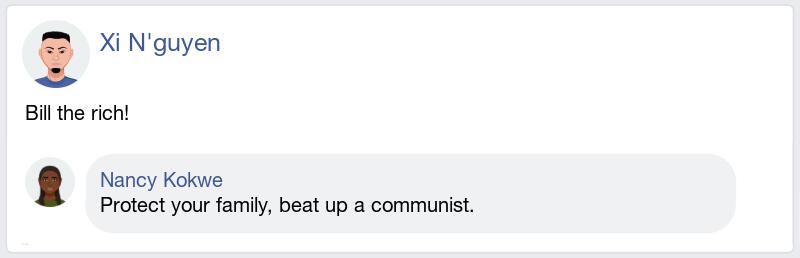 Xi N'guyen
Bill the rich!
Nancy Kokwe
Protect your family, beat up a communist.